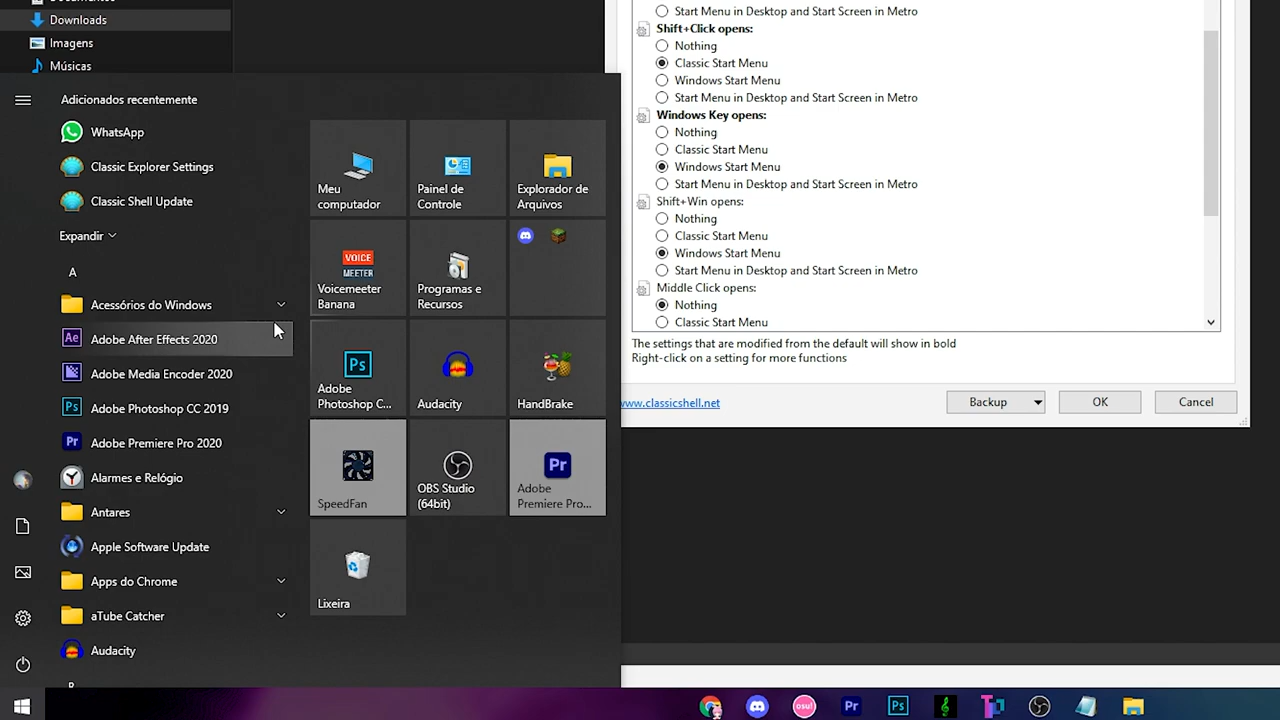 Downloads
Imagens
Músicas
Adicionados recentemente
WhatsApp
Classic Explorer Settings
Classic Shell Update
Expandir
A
Acessórios do Windows
Adobe After Effects 2020
Adobe Media Encoder 2020
Adobe Photoshop CC 2019
Adobe Premiere Pro 2020
Alarmes e Relógio
Antares
Apple Software Update
Apps do Chrome
aTube Catcher
Audacity
Meu
computador
Painel de
Controle
Explorador de
Arquivos
VOICE
MEETER
Voicemeeter
Banana
Programas e
Recursos
Ps
Adobe
Photoshop C...
Audacity
HandBrake
SpeedFan
OBS Studio
(64bit)
Pr
Adobe
Premiere Pro...
Lixeira
Start Menu in Desktop and Start Screen in Metro
Shift+Click opens:
Nothing
Classic Start Menu
Windows Start Menu
Start Menu in Desktop and Start Screen in Metro
Windows Key opens:
Nothing
Classic Start Menu
Windows Start Menu
Start Menu in Desktop and Start Screen in Metro
Shift+Win opens:
Nothing
Classic Start Menu
Windows Start Menu
Start Menu in Desktop and Start Screen in Metro
Middle Click opens:
Nothing
Classic Start Menu
The settings that are modified from the default will show in bold
Right-click on a setting for more functions
www.classicshell.net
Backup
OK
Cancel
Ae
Ps
Pr
osu!
Pr
Ps